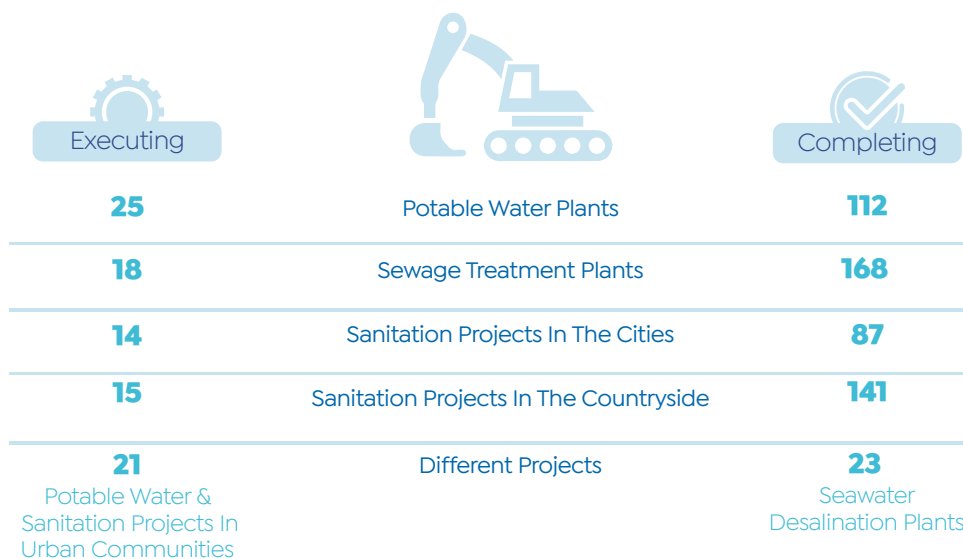 Executing
Completing
25 Potable Water Plants 112
18 Sewage Treatment Plants 168
14 Sanitation Projects In The Cities 87
15 Sanitation Projects In The Countryside 141
21 Different Projects 23
Potable Water &
Sanitation Projects In
Urban Communities
Seawater
Desalination Plants